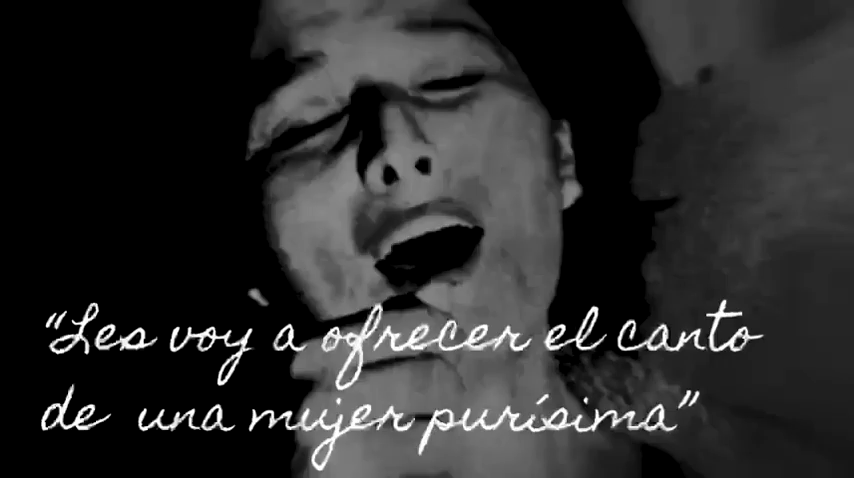 “Les voy a ofrecer el canto
de una mujer purísima”